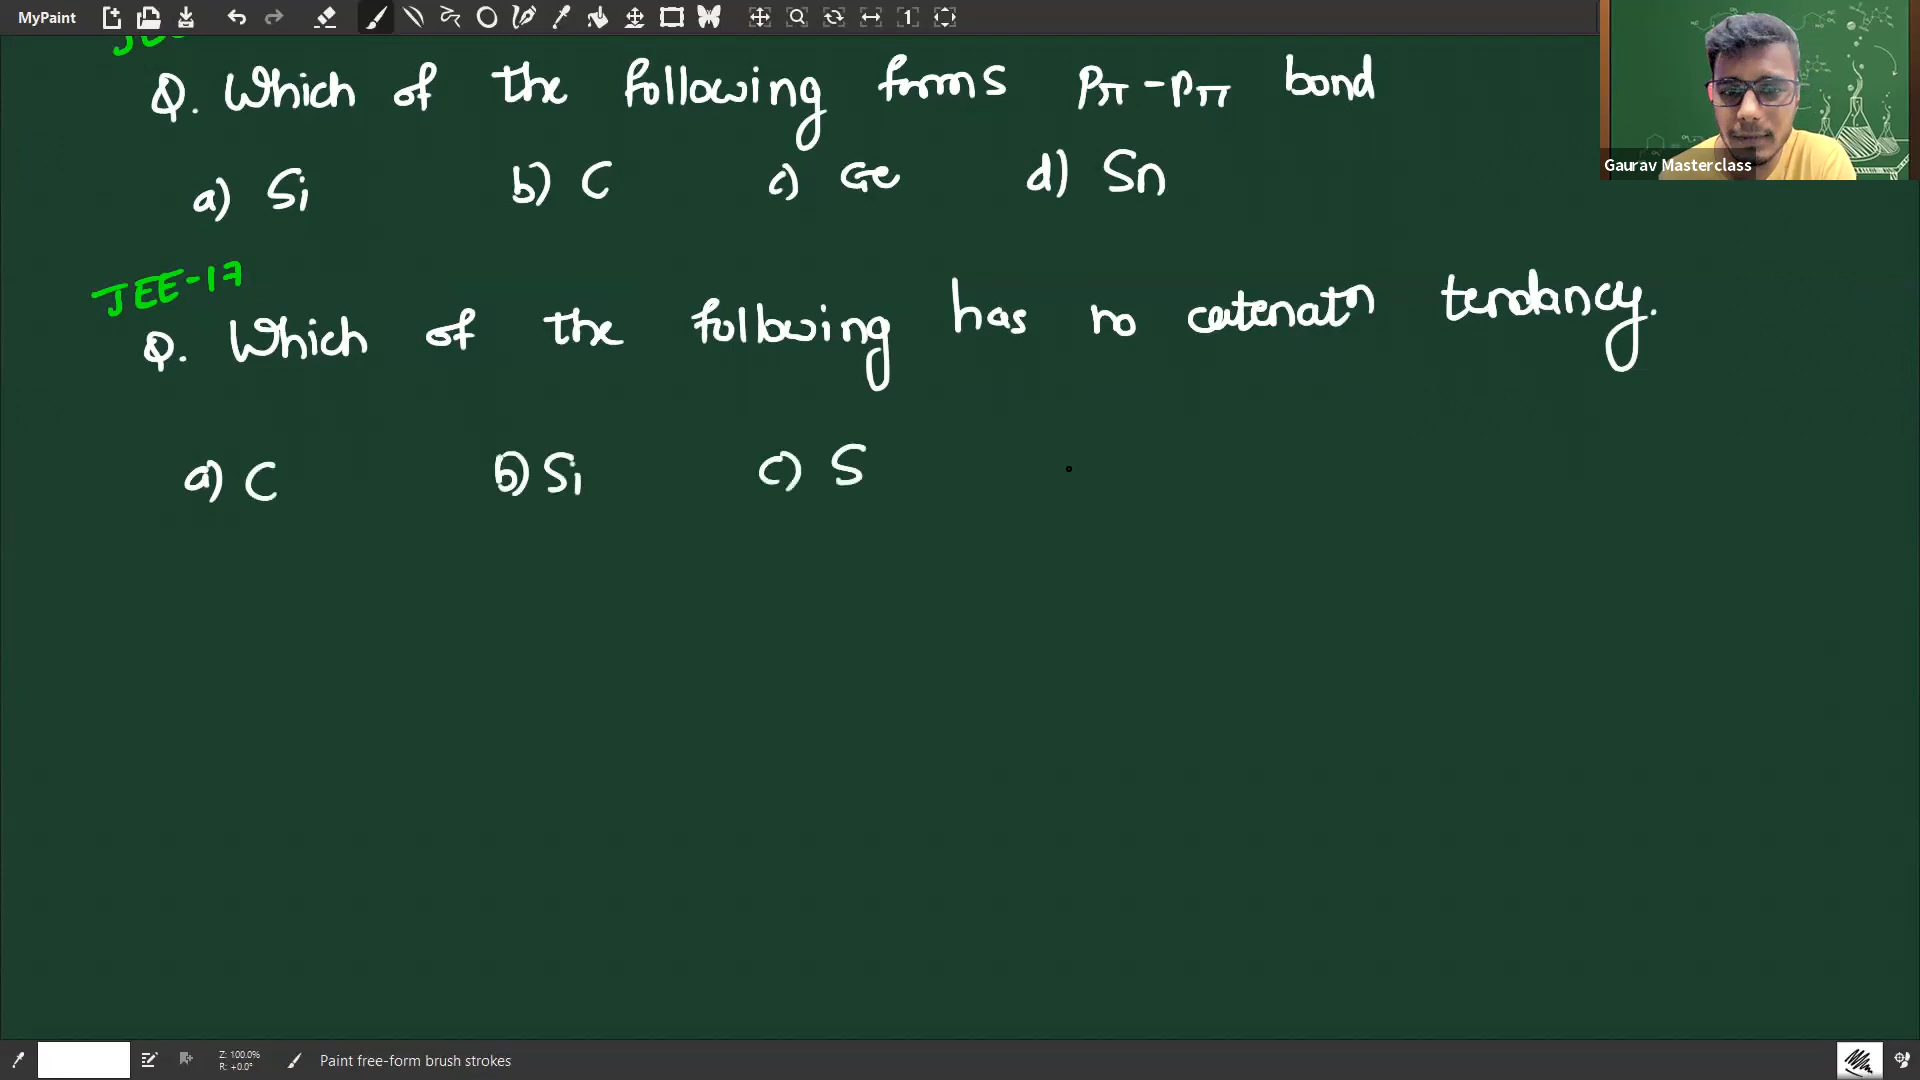 MyPaint
Gaurav Masterclass
Q. Which of the following forms pπ-pπ bond
a) Si b) C c) Ge d) Sn
JEE-17
Q. Which of the following has no catenatn tendancy.
a) C b) Si c) S
Z: 100.0%
R: +0.0°
Paint free-form brush strokes